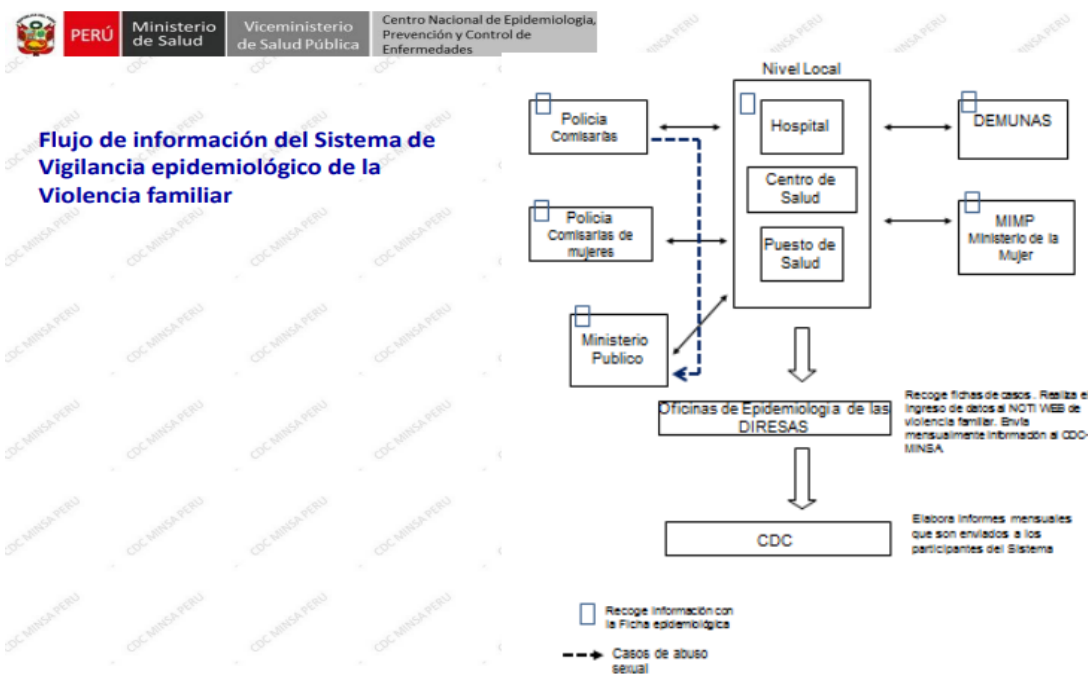 PERÚ
Ministerio
de Salud
Viceministerio
de Salud Pública
Centro Nacional de Epidemiologia,
Prevención y Control de
Enfermedades
Flujo de información del Sistema de
Vigilancia epidemiológico de la
Violencia familiar
Nivel Local
Policia
Comisarías
Hospital
DEMUNAS
Centro de
Salud
Policia
Comisarías de
mujeres
Puesto de
Salud
MIMP
Ministerio de la
Mujer
Ministerio
Publico
Oficinas de Epidemiología de las
DIRESAS
Recoge fichas de casos . Realiza el
ingreso de datos al NOTI WEB de
violencia familiar. Envía
mensualmente información al CDC-
MINSA
CDC
Elabora informes mensuales
que son enviados a los
participantes del Sistema
Recoge información con
la Ficha epidemiológica
Casos de abuso
sexual
CDC MINSA PERU